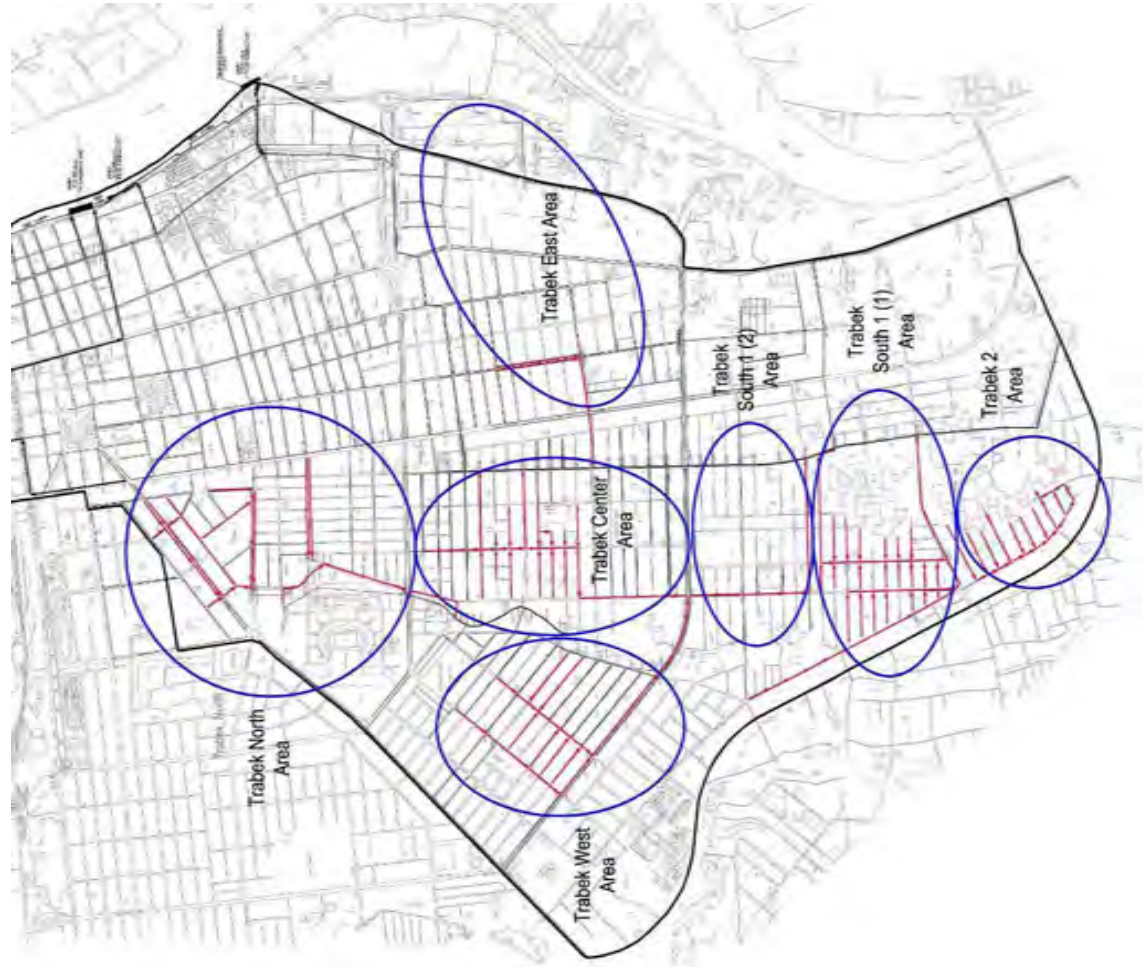 Trabek North
Area
Trabek West
Area
Trabek Center
Area
Trabek East Area
Trabek
South 1 (2)
Area
Trabek
South 1 (1)
Area
Trabek 2
Area